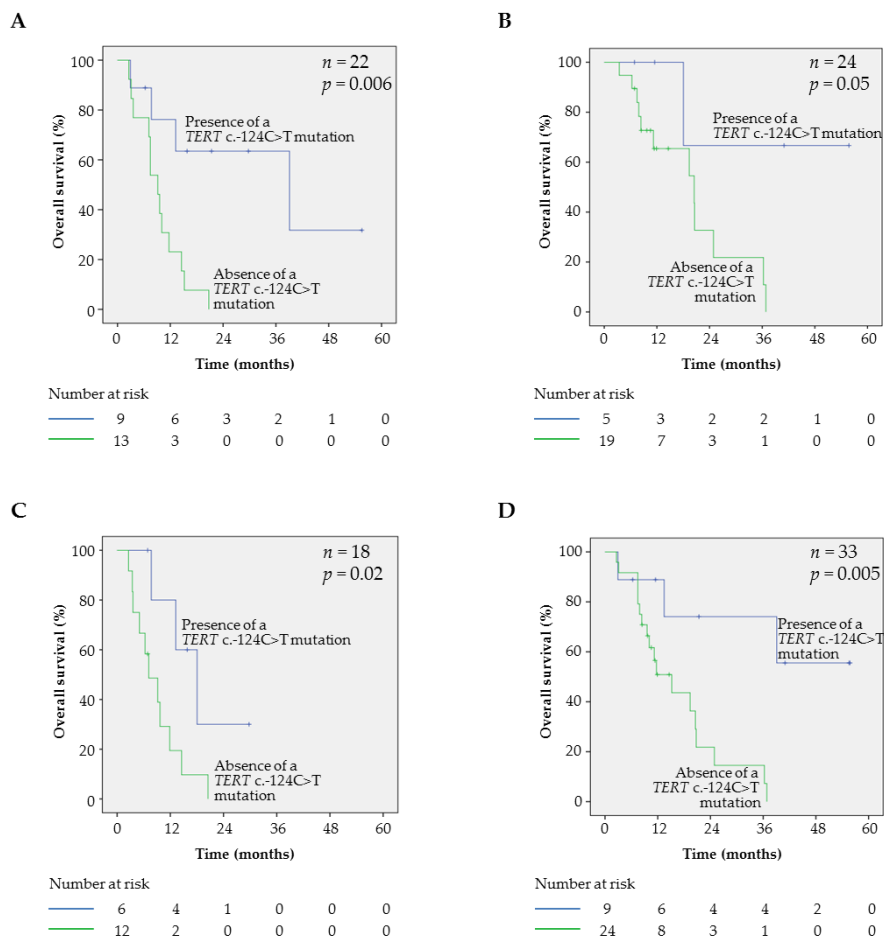 A
Overall survival (%)
100
80
60
40
20
0
n = 22
p = 0.006
Presence of a
TERT c.-124C>T mutation
Absence of a
TERT c.-124C>T
mutation
0 12 24 36 48 60
Time (months)
Number at risk
9 6 3 2 1 0
13 3 0 0 0 0
B
Overall survival (%)
100
80
60
40
20
0
n = 24
p = 0.05
Presence of a
TERT c.-124C>T mutation
Absence of a
TERT c.-124C>T
mutation
0 12 24 36 48 60
Time (months)
Number at risk
5 3 2 2 1 0
19 7 3 1 0 0
C
Overall survival (%)
100
80
60
40
20
0
n = 18
p = 0.02
Presence of a
TERT c.-124C>T mutation
Absence of a
TERT c.-124C>T
mutation
0 12 24 36 48 60
Time (months)
Number at risk
6 4 1 0 0 0
12 2 0 0 0 0
D
Overall survival (%)
100
80
60
40
20
0
n = 33
p = 0.005
Presence of a
TERT c.-124C>T
mutation
Absence of a
TERT c.-124C>T
mutation
0 12 24 36 48 60
Time (months)
Number at risk
9 6 4 4 2 0
24 8 3 1 0 0